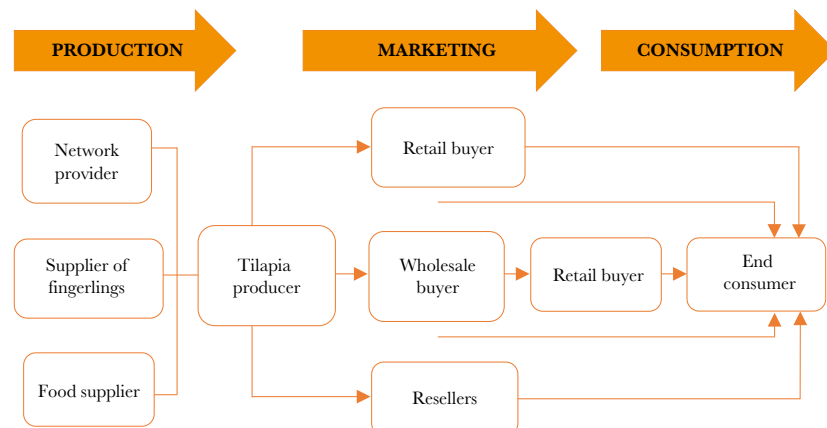 PRODUCTION
MARKETING
CONSUMPTION
Network
provider
Retail buyer
Supplier of
fingerlings
Tilapia
producer
Wholesale
buyer
Retail buyer
End
consumer
Food supplier
Resellers